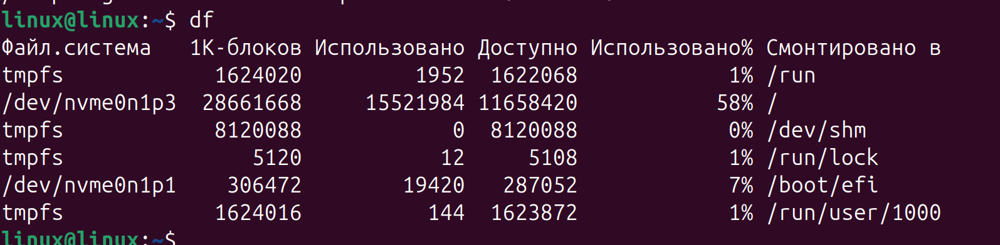 linux@linux:~$ df
Файл.система 1K-блоков Использовано Доступно Использовано% Смонтировано в
tmpfs 1624020 1952 1622068 1% /run
/dev/nvme0n1p3 28661668 15521984 11658420 58% /
tmpfs 8120088 0 8120088 0% /dev/shm
tmpfs 5120 12 5108 1% /run/lock
/dev/nvme0n1p1 306472 19420 287052 7% /boot/efi
tmpfs 1624016 144 1623872 1% /run/user/1000
linux@linux:~$